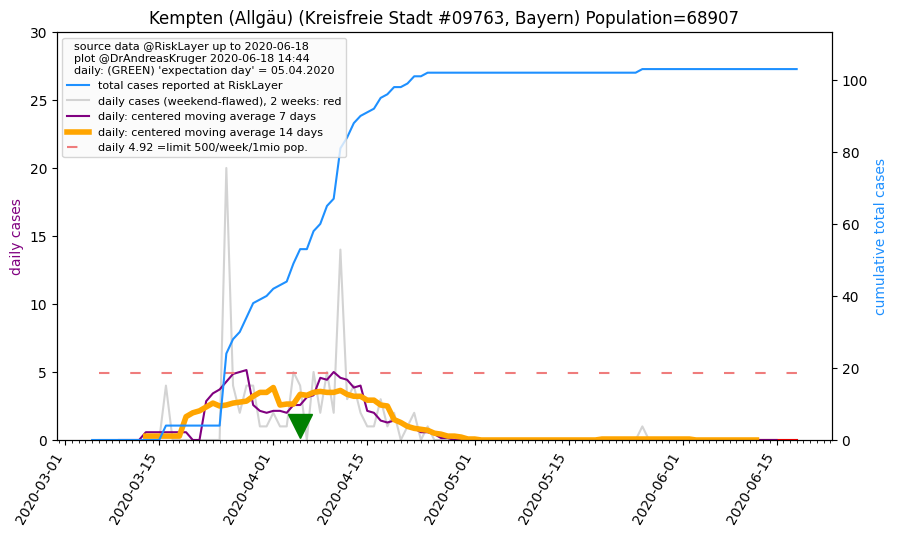 Kempten (Allgäu) (Kreisfreie Stadt #09763, Bayern) Population=68907
source data @RiskLayer up to 2020-06-18
plot @DrAndreasKruger 2020-06-18 14:44
daily: (GREEN) 'expectation day' = 05.04.2020
total cases reported at RiskLayer
daily cases (weekend-flawed), 2 weeks: red
daily: centered moving average 7 days
daily: centered moving average 14 days
daily 4.92 =limit 500/week/1mio pop.
daily cases
30
25
20
15
10
5
0
cumulative total cases
100
80
60
40
20
0
2020-03-01
2020-03-15
2020-04-01
2020-04-15
2020-05-01
2020-05-15
2020-06-01
2020-06-15